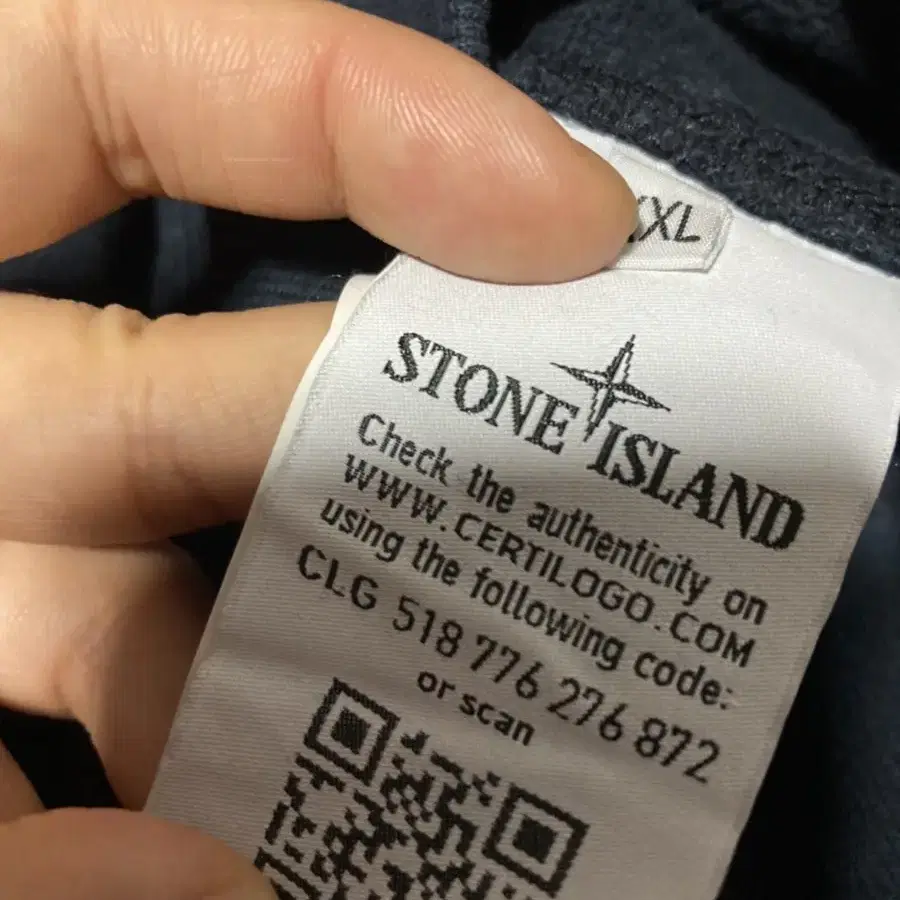 XXL
STONE ISLAND
Check the authenticity on
WWW.CERTILOGO.COM
using the following code:
CLG 518 776 276 872
or scan